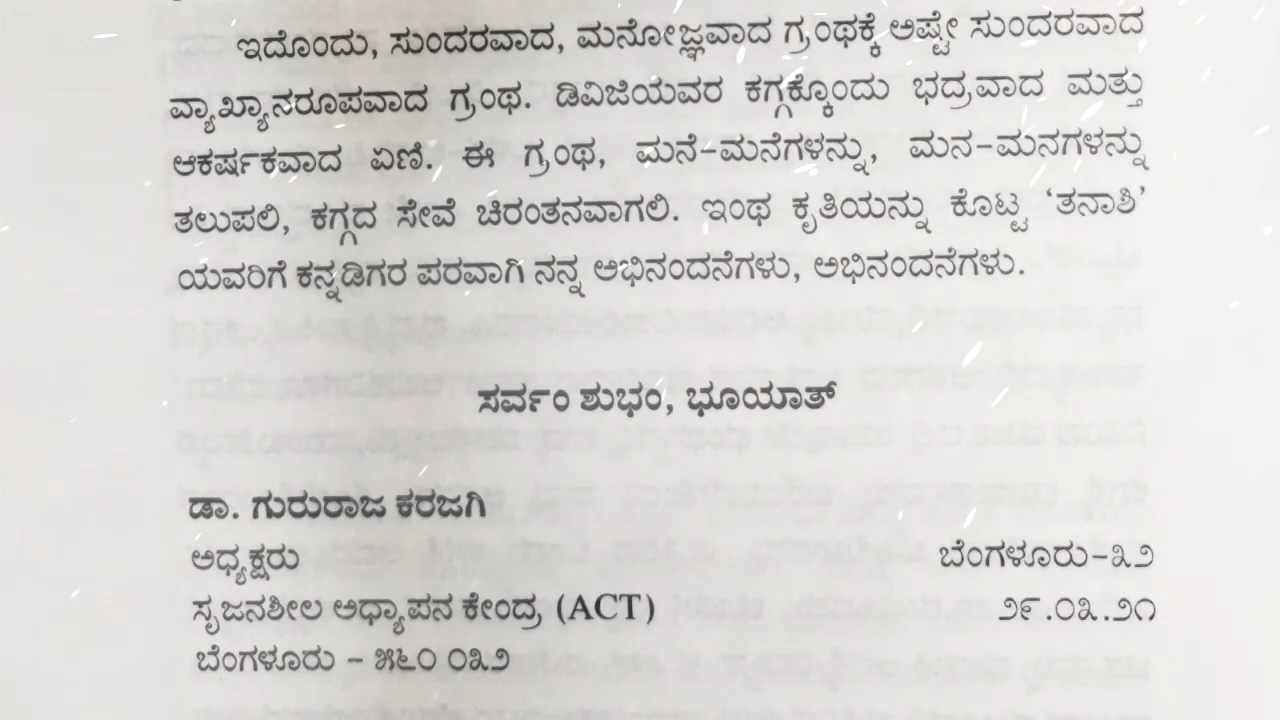 ಇದೊಂದು, ಸುಂದರವಾದ, ಮನೋಜ್ಞವಾದ ಗ್ರಂಥಕ್ಕೆ ಅಷ್ಟೇ ಸುಂದರವಾದ
ವ್ಯಾಖ್ಯಾನರೂಪವಾದ ಗ್ರಂಥ. ಡಿವಿಜಿಯವರ ಕಗ್ಗಕ್ಕೊಂದು ಭದ್ರವಾದ ಮತ್ತು
ಆಕರ್ಷಕವಾದ ಏಣಿ. ಈ ಗ್ರಂಥ, ಮನೆ-ಮನೆಗಳನ್ನು, ಮನ-ಮನಗಳನ್ನು
ತಲುಪಲಿ, ಕಗ್ಗದ ಸೇವೆ ಚಿರಂತನವಾಗಲಿ. ಇಂಥ ಕೃತಿಯನ್ನು ಕೊಟ್ಟ ‘ತನಾಶಿ’
ಯವರಿಗೆ ಕನ್ನಡಿಗರ ಪರವಾಗಿ ನನ್ನ ಅಭಿನಂದನೆಗಳು, ಅಭಿನಂದನೆಗಳು.
ಸರ್ವಂ ಶುಭಂ, ಭೂಯಾತ್
ಡಾ. ಗುರುರಾಜ ಕರಜಗಿ
ಅಧ್ಯಕ್ಷರು ಬೆಂಗಳೂರು-೩೨
ಸೃಜನಶೀಲ ಅಧ್ಯಾಪನ ಕೇಂದ್ರ (ACT) ೨೯.೦೩.೨೧
ಬೆಂಗಳೂರು - ೫೬೦ ೦೩೨